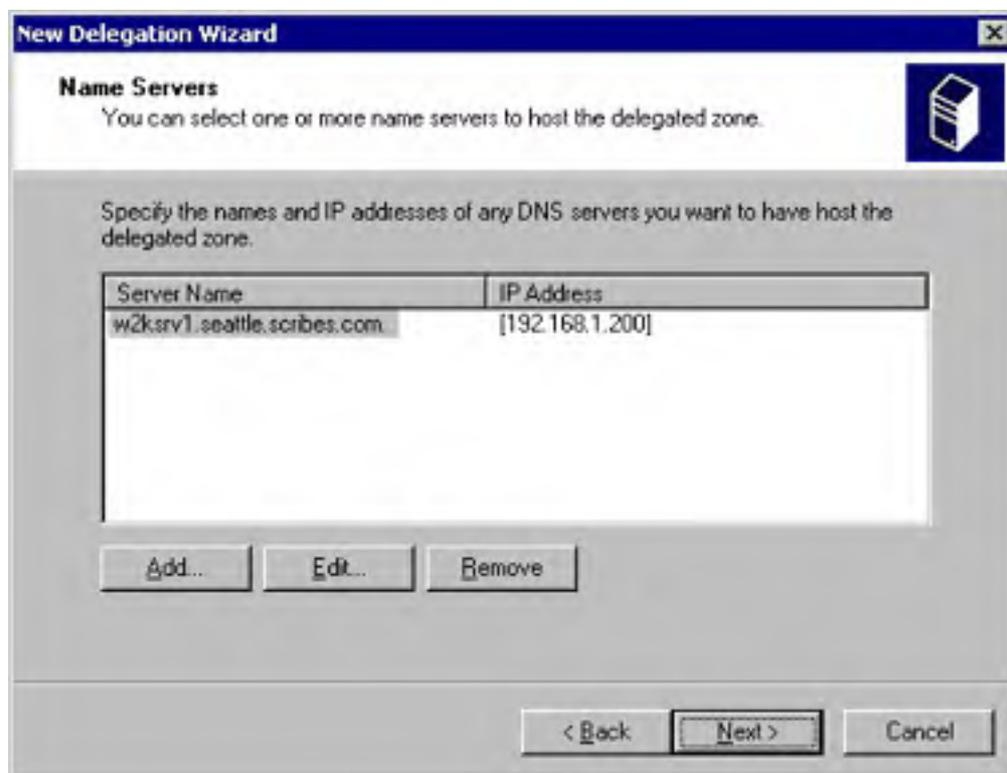 New Delegation Wizard
Name Servers
You can select one or more name servers to host the delegated zone.
Specify the names and IP addresses of any DNS servers you want to have host the
delegated zone.
Server Name IP Address
w2ksrv1.seattle.scribes.com. [192.168.1.200]
Add... Edit... Remove
< Back Next > Cancel